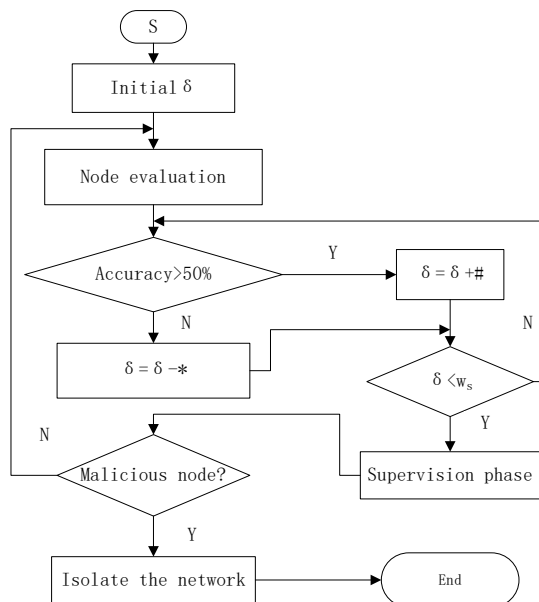 S
Initial δ
Node evaluation
Accuracy>50%
Y
δ = δ +#
N
N
δ = δ -*
δ <ws
N
Y
Malicious node?
Supervision phase
Y
Isolate the network
End